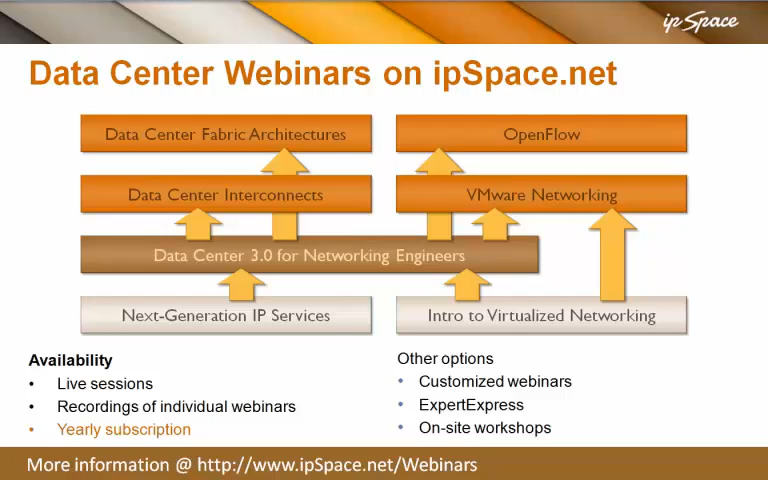 ip Space
Data Center Webinars on ipSpace.net
Data Center Fabric Architectures
OpenFlow
Data Center Interconnects
VMware Networking
Data Center 3.0 for Networking Engineers
Next-Generation IP Services
Intro to Virtualized Networking
Availability
• Live sessions
• Recordings of individual webinars
• Yearly subscription
Other options
• Customized webinars
• ExpertExpress
• On-site workshops
More information @ http://www.ipSpace.net/Webinars